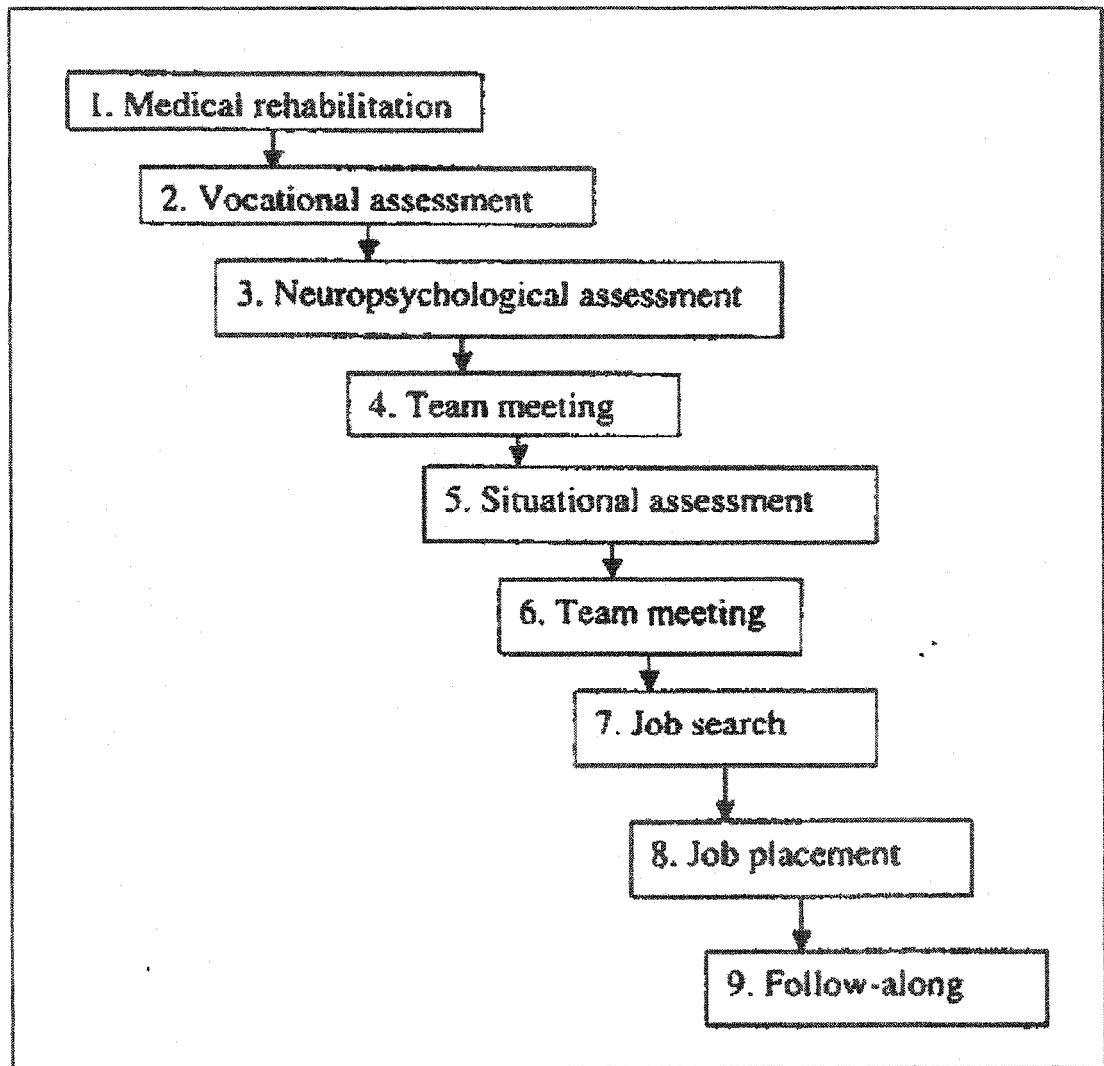 1. Medical rehabilitation
2. Vocational assessment
3. Neuropsychological assessment
4. Team meeting
5. Situational assessment
6. Team meeting
7. Job search
8. Job placement
9. Follow-along